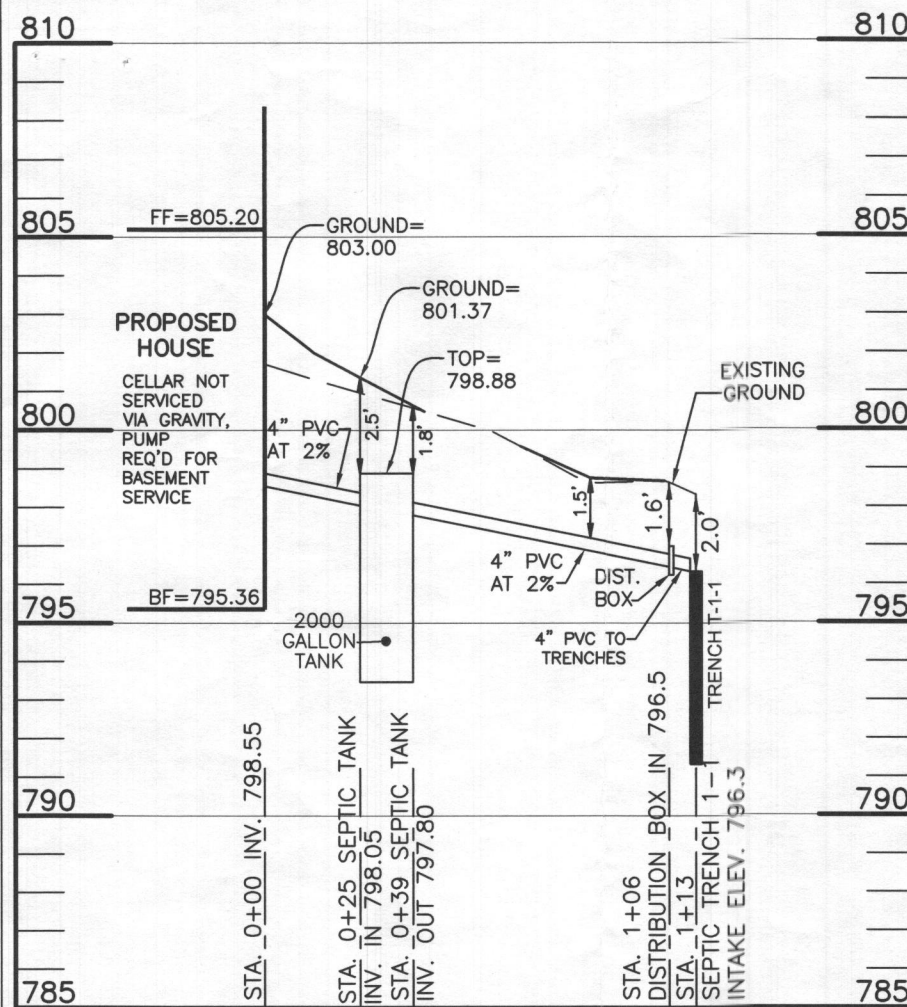 810
810
FF=805.20
GROUND=
803.00
805
805
GROUND=
801.37
PROPOSED
HOUSE
TOP=
798.88
EXISTING
GROUND
CELLAR NOT
SERVICED
VIA GRAVITY,
PUMP
REQ'D FOR
BASEMENT
SERVICE
800
800
4" PVC
AT 2%
2.5'
1.8'
1.5'
1.6'
2.0'
4" PVC
AT 2%
DIST.
BOX
BF=795.36
795
795
2000
GALLON
TANK
4" PVC TO
TRENCHES
TRENCH T-1-1
790
790
STA. 0+00 INV. 798.55
STA. 0+25 SEPTIC TANK
INV. IN 798.05
STA. 0+39 SEPTIC TANK
INV. OUT 797.80
STA. 1+06
DISTRIBUTION BOX IN 796.5
STA. 1+13
SEPTIC TRENCH 1-1
INTAKE ELEV. 796.3
785
785